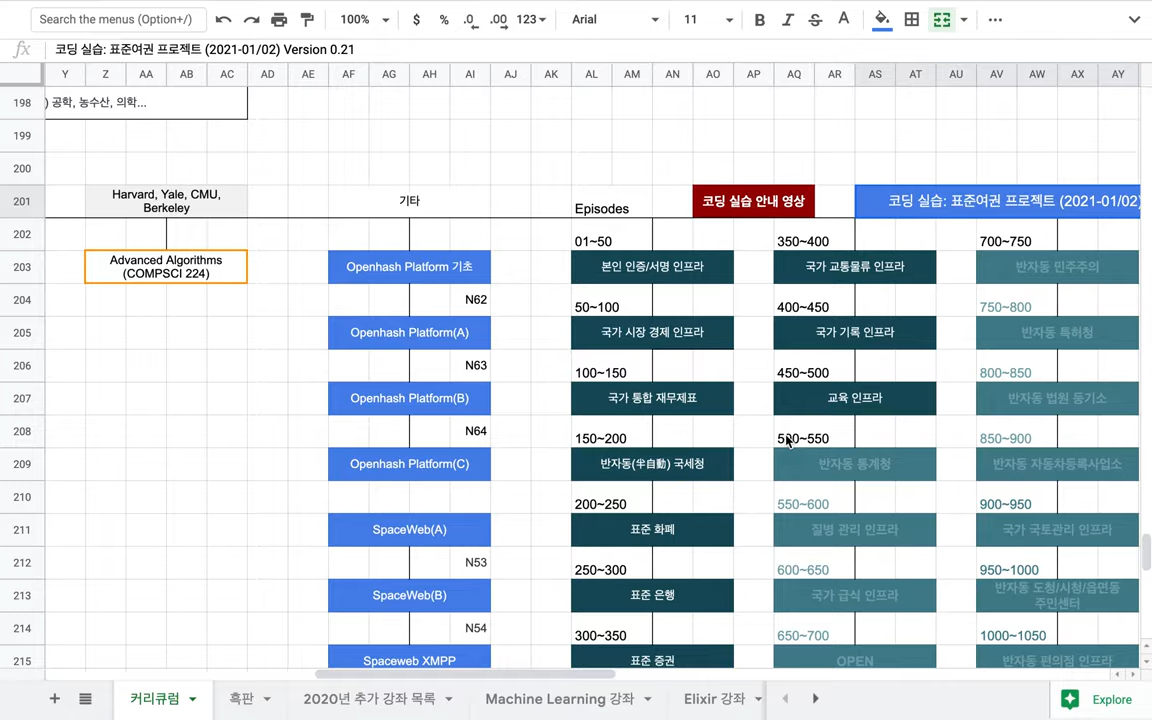 Search the menus (Option+/)
100%
$ % .0 .00 123
Arial
11
B I S A
fx 코딩 실습: 표준여권 프로젝트 (2021-01/02) Version 0.21
Y Z AA AB AC AD AE AF AG AH AI AJ AK AL AM AN AO AP AQ AR AS AT AU AV AW AX AY
198 ) 공학, 농수산, 의학...
199
200
201 Harvard, Yale, CMU,
Berkeley
기타
Episodes
코딩 실습 안내 영상
코딩 실습: 표준여권 프로젝트 (2021-01/02)
202 01~50 350~400 700~750
203 Advanced Algorithms
(COMPSCI 224)
Openhash Platform 기초
본인 인증/서명 인프라
국가 교통물류 인프라
반자동 민주주의
204 N62 50~100 400~450 750~800
205 Openhash Platform(A) 국가 시장 경제 인프라 국가 기록 인프라 반자동 특허청
206 N63 100~150 450~500 800~850
207 Openhash Platform(B) 국가 통합 재무제표 교육 인프라 반자동 법원 등기소
208 N64 150~200 500~550 850~900
209 Openhash Platform(C) 반자동(半自動) 국세청 반자동 통계청 반자동 자동차등록사업소
210 200~250 550~600 900~950
211 SpaceWeb(A) 표준 화폐 질병 관리 인프라 국가 국토관리 인프라
212 N53 250~300 600~650 950~1000
213 SpaceWeb(B) 표준 은행 국가 급식 인프라 반자동 도청/시청/읍면동
주민센터
214 N54 300~350 650~700 1000~1050
215 Spaceweb XMPP 표준 증권 OPEN 반자동 편의점 인프라
커리큘럼
흑판
2020년 추가 강좌 목록
Machine Learning 강좌
Elixir 강좌
Explore